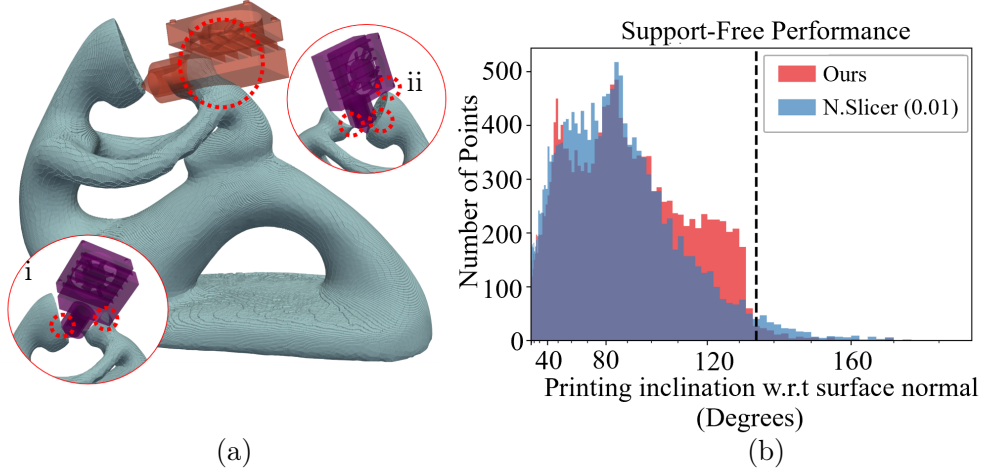 ii
i
(a)
Support-Free Performance
Ours
N.Slicer (0.01)
Number of Points
500
400
300
200
100
0
40
80
120
160
Printing inclination w.r.t surface normal
(Degrees)
(b)